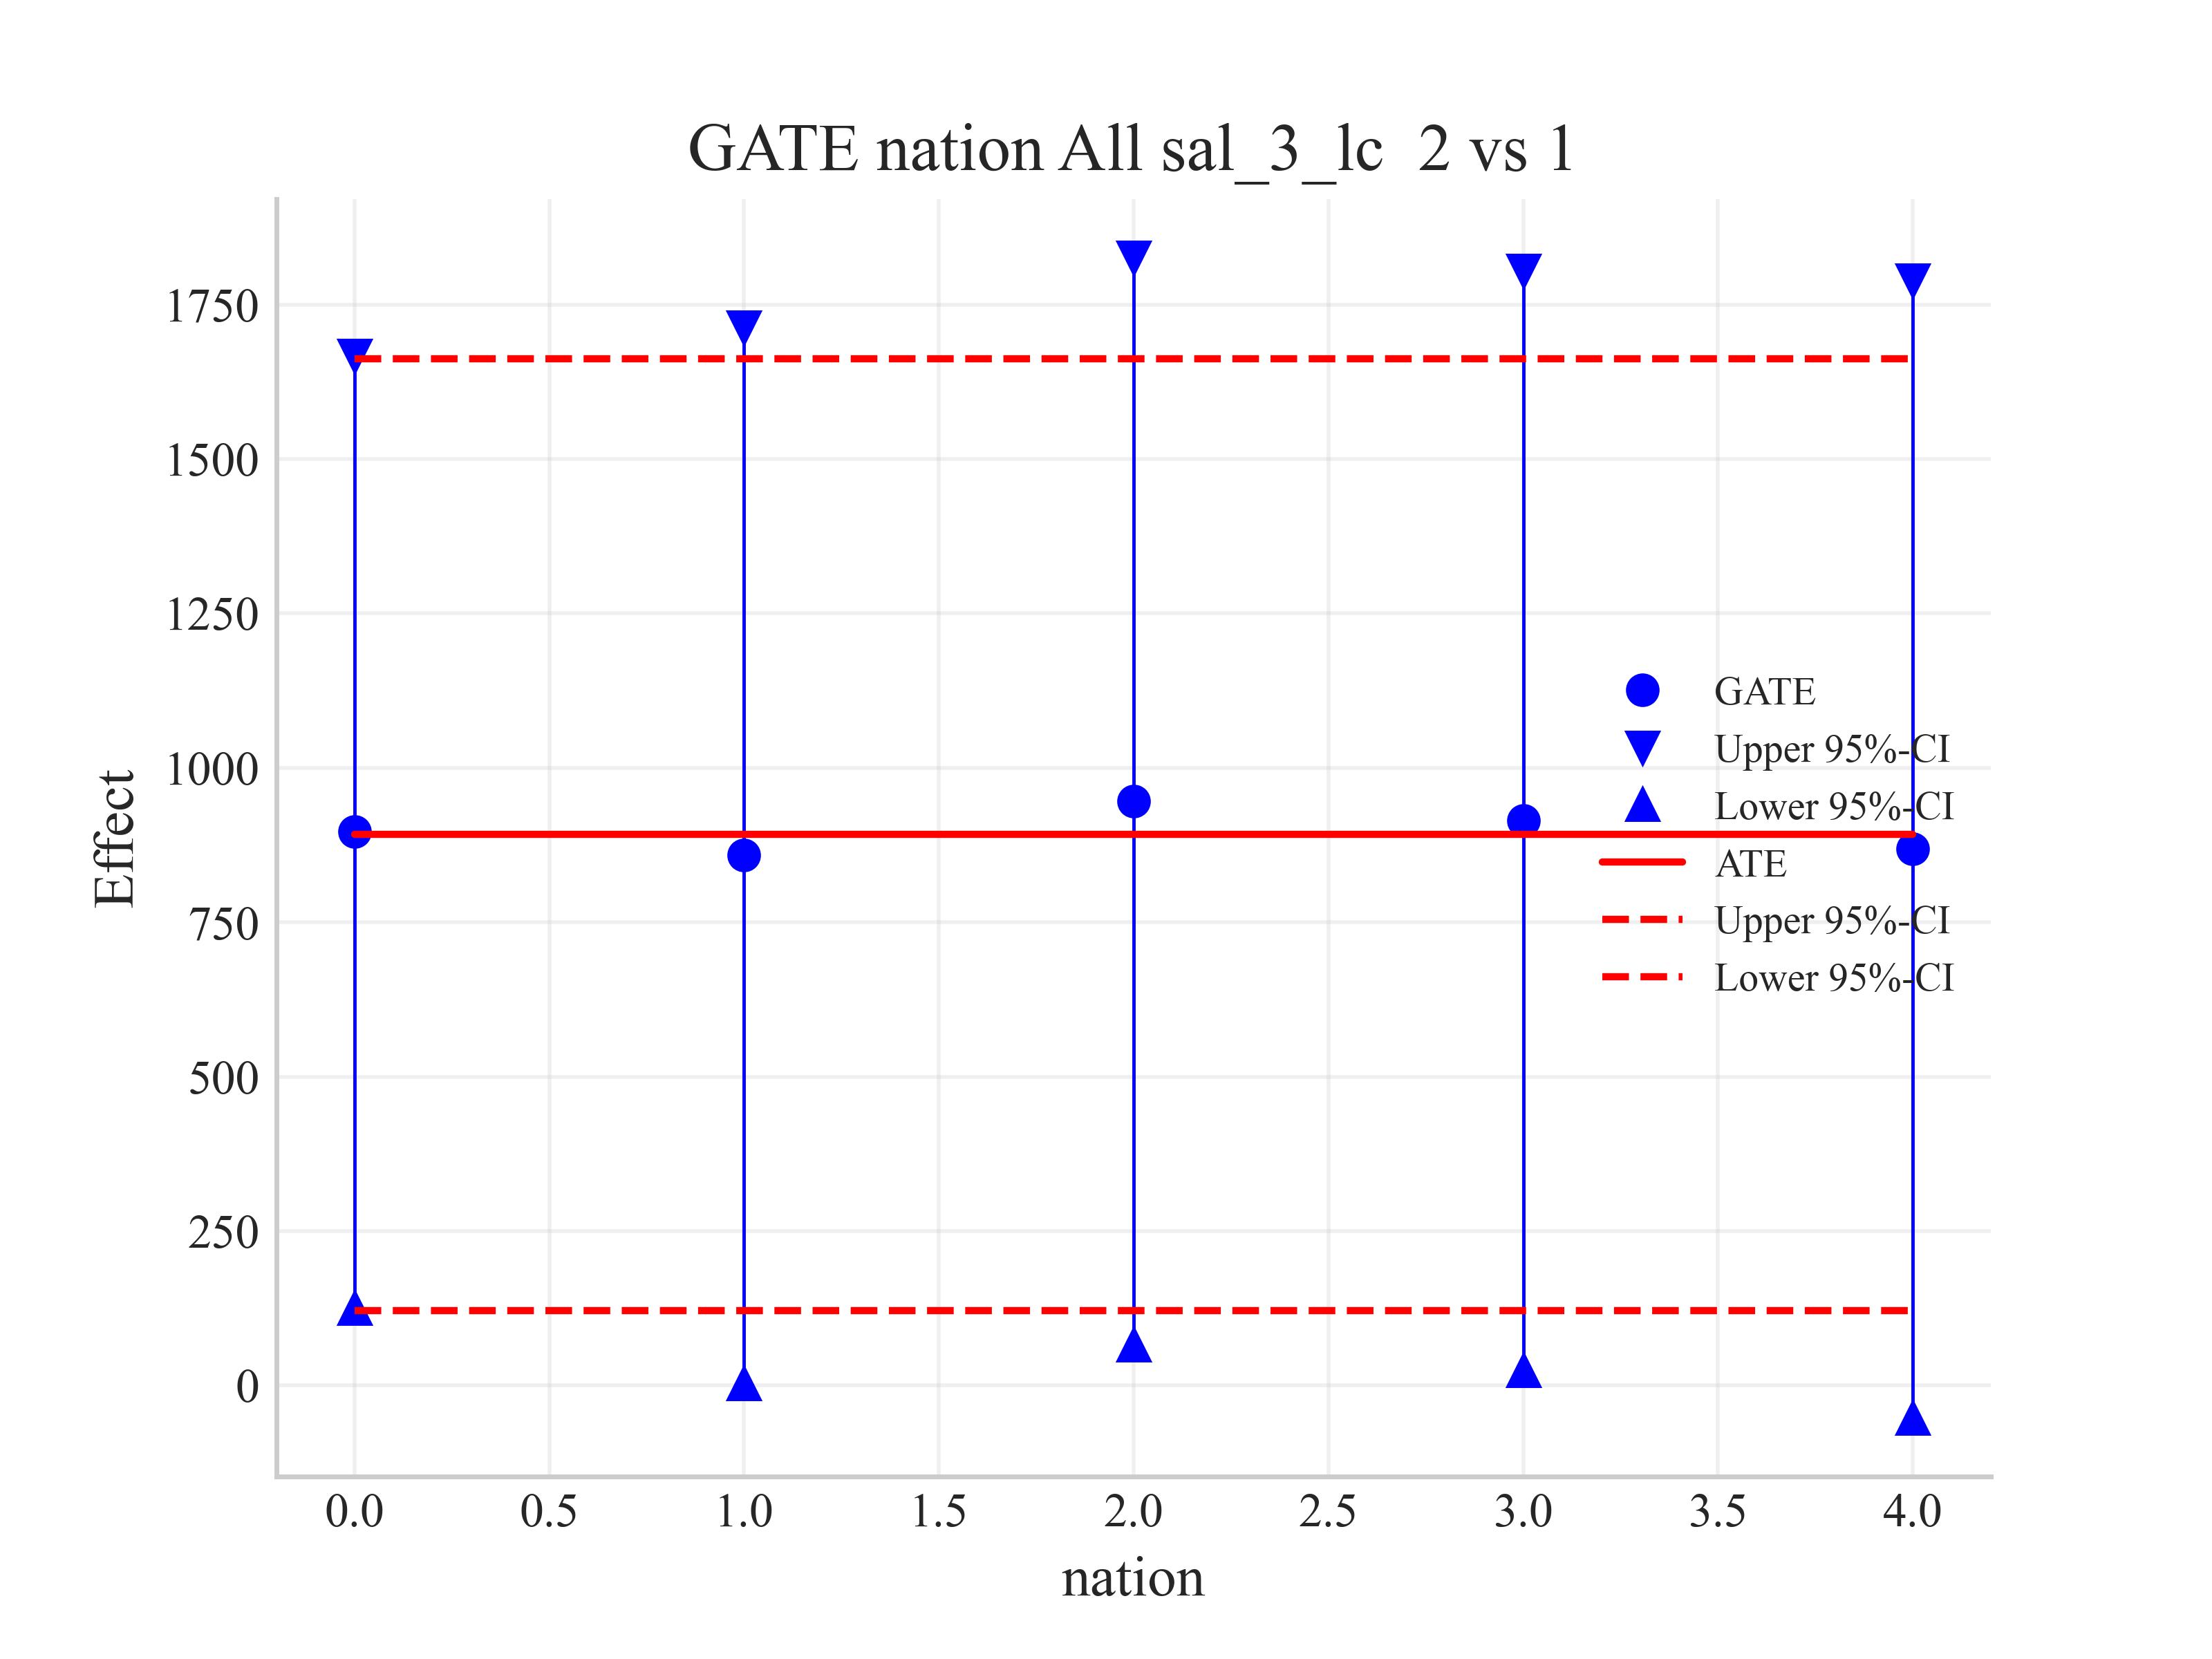 GATE nation All sal_3_lc 2 vs 1
Effect
1750
1500
1250
1000
750
500
250
0
GATE
Upper 95%-CI
Lower 95%-CI
ATE
Upper 95%-CI
Lower 95%-CI
0.0 0.5 1.0 1.5 2.0 2.5 3.0 3.5 4.0
nation